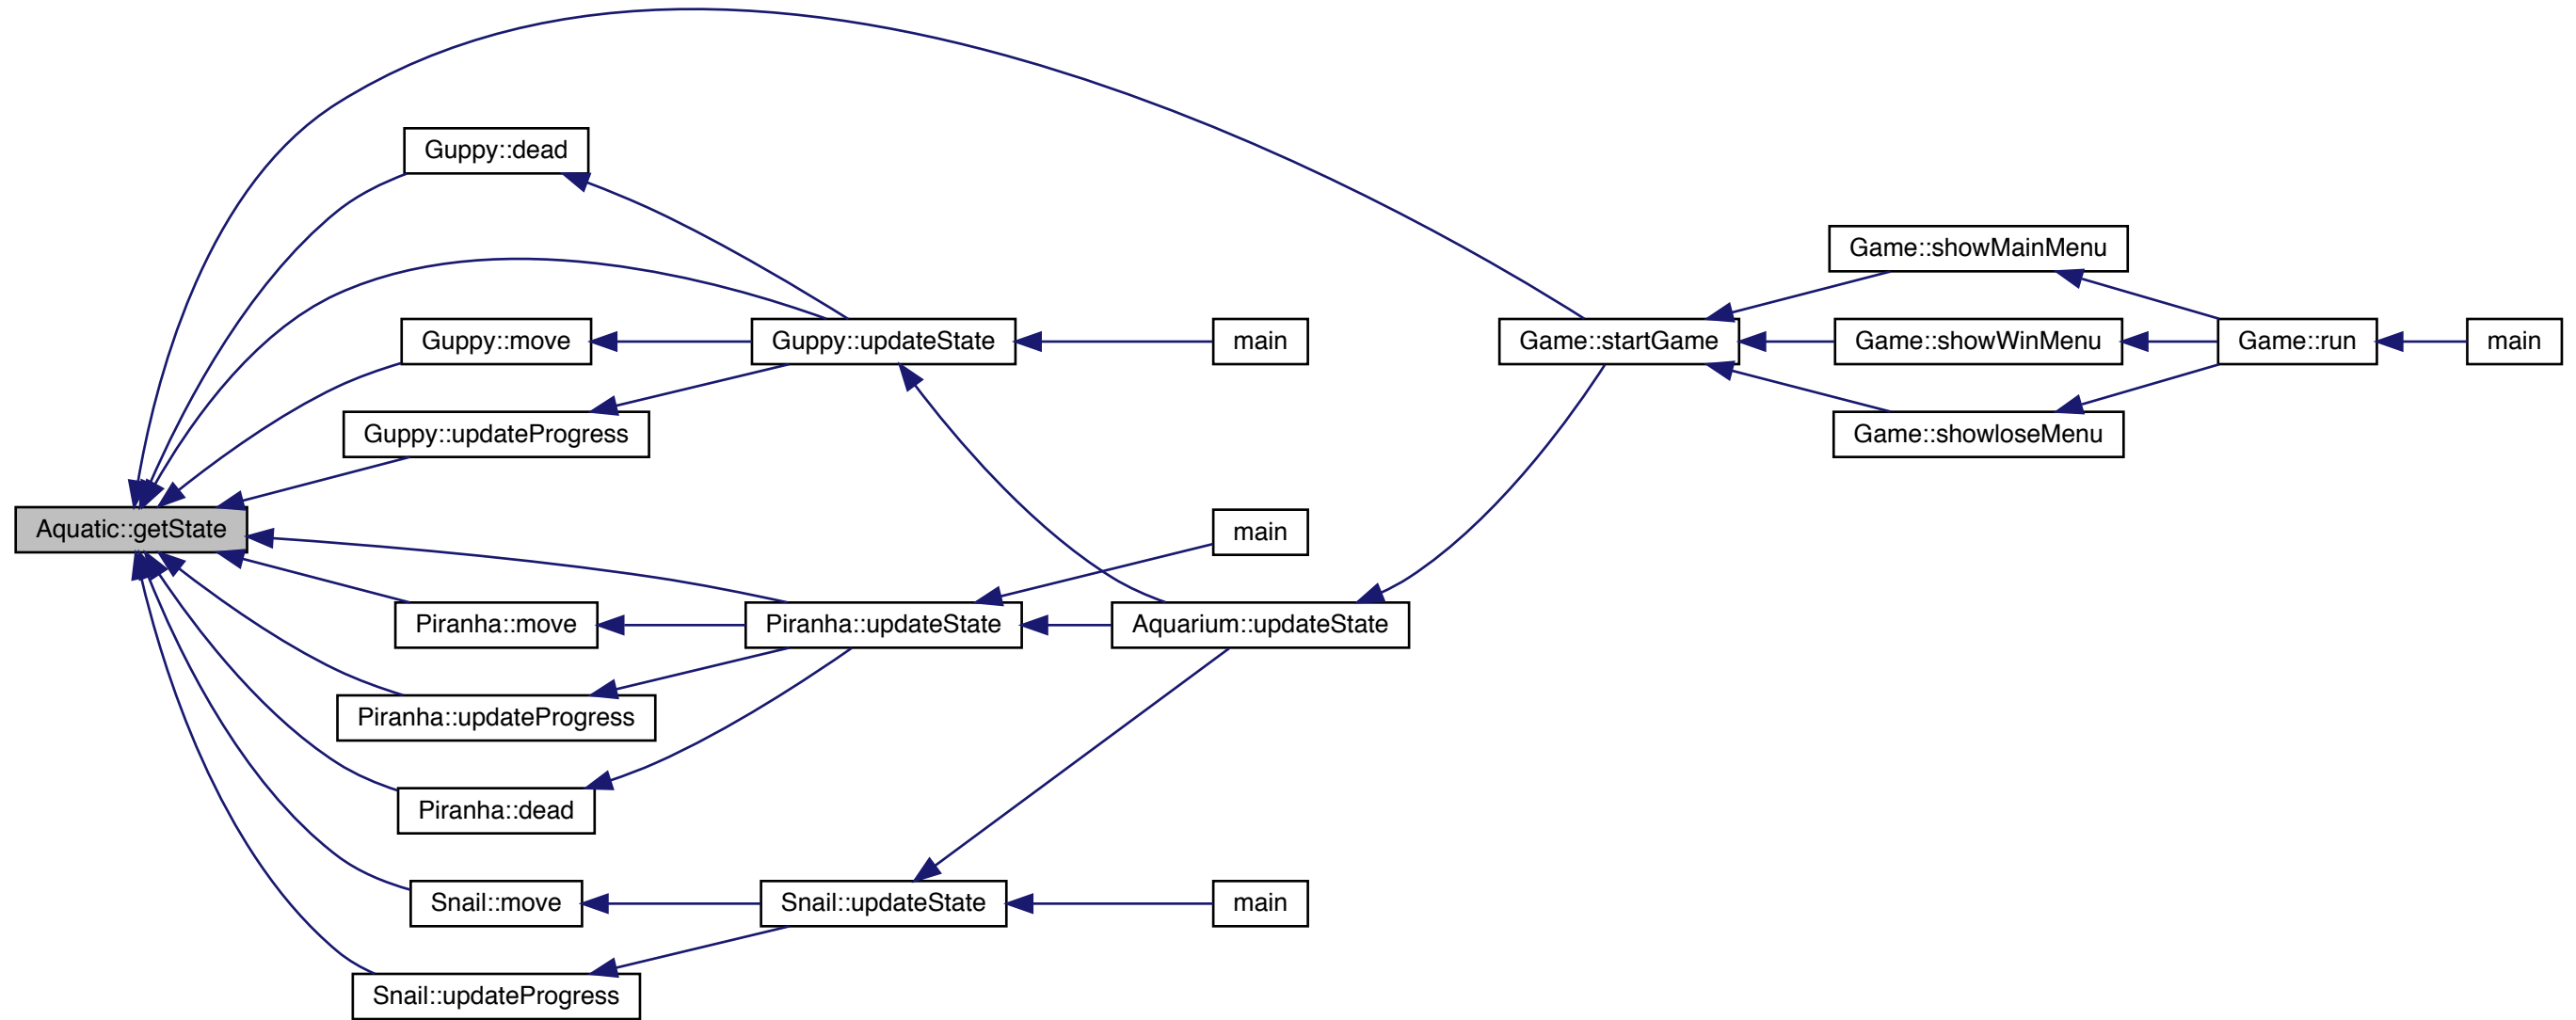 Guppy::dead
Game::showMainMenu
Guppy::move
Guppy::updateState
main
Game::startGame
Game::showWinMenu
Game::run
main
Guppy::updateProgress
Game::showloseMenu
Aquatic::getState
main
Piranha::move
Piranha::updateState
Aquarium::updateState
Piranha::updateProgress
Piranha::dead
Snail::move
Snail::updateState
main
Snail::updateProgress